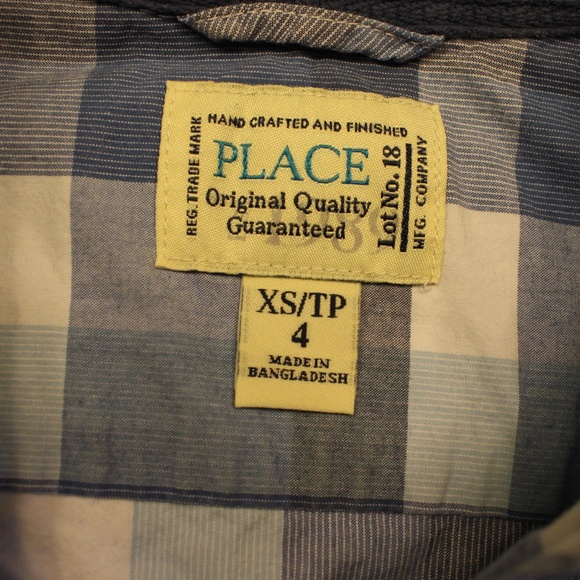 HAND CRAFTED AND FINISHED
REG. TRADE MARK
PLACE
Original Quality
Guaranteed
1989
Lot No. 18
MFG. COMPANY
XS/TP
4
MADE IN
BANGLADESH